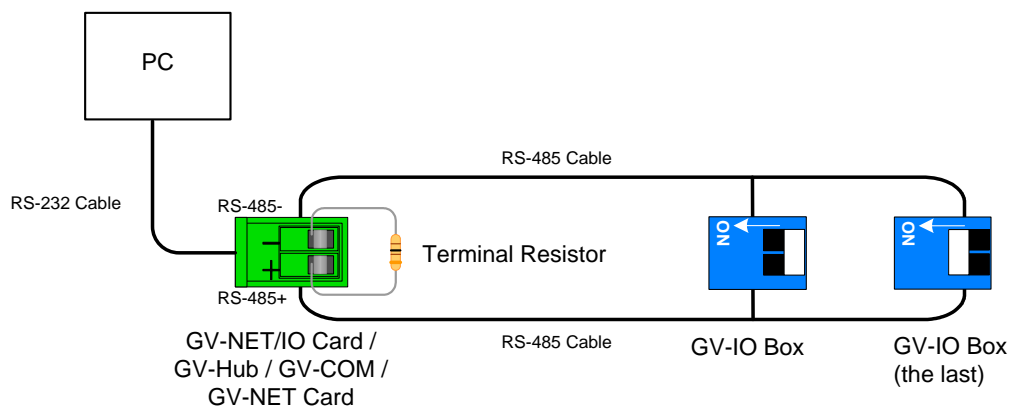 PC
RS-485 Cable
RS-232 Cable
RS-485-
ON
ON
Terminal Resistor
RS-485+
RS-485 Cable
GV-NET/IO Card /
GV-Hub / GV-COM /
GV-NET Card
GV-IO Box
GV-IO Box
(the last)